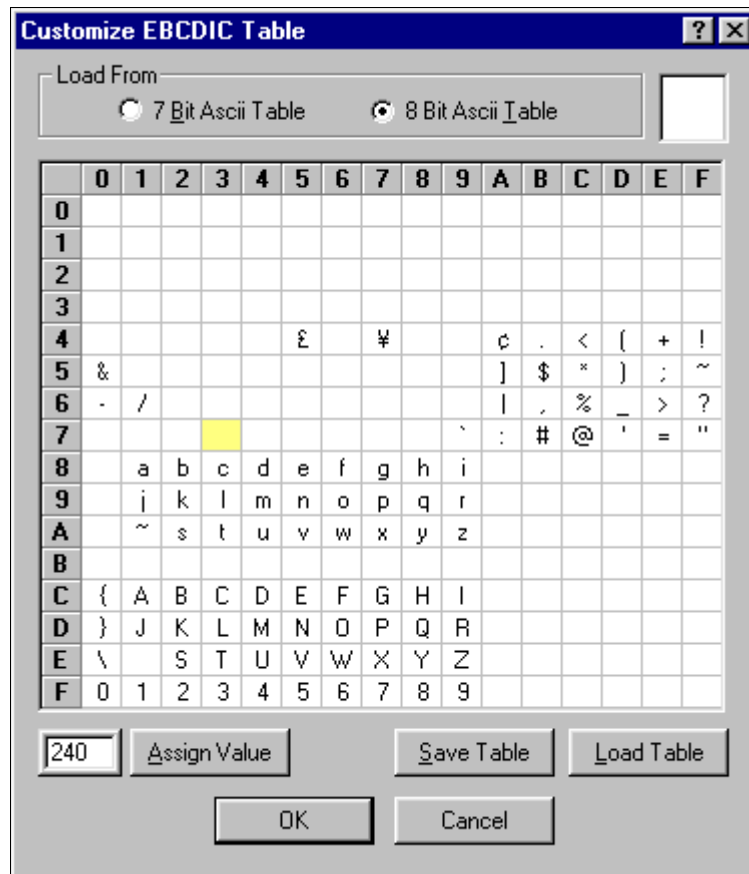 Customize EBCDIC Table ? ×
Load From
7 Bit Ascii Table 8 Bit Ascii Table
0 1 2 3 4 5 6 7 8 9 A B C D E F
0
1
2
3
4 £ ¥ ¢ . < ( + !
5 & ] $ * ) ; ~
6 - / | , % _ > ?
7 ` : # @ ' = "
8 a b c d e f g h i
9 j k l m n o p q r
A ~ s t u v w x y z
B
C { A B C D E F G H I
D } J K L M N O P Q R
E \ S T U V W X Y Z
F 0 1 2 3 4 5 6 7 8 9
240 Assign Value Save Table Load Table
OK Cancel